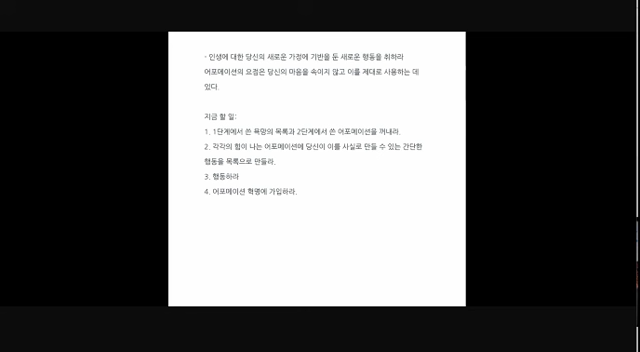 - 인생에 대한 당신의 새로운 가정에 기반을 둔 새로운 행동을 취하라
어포메이션의 요점은 당신의 마음을 속이지 않고 이를 제대로 사용하는 데
있다.
지금 할 일:
1. 1단계에서 쓴 욕망의 목록과 2단계에서 쓴 어포메이션을 꺼내라.
2. 각각의 힘이 나는 어포메이션에 당신이 이를 사실로 만들 수 있는 간단한
행동을 목록으로 만들라.
3. 행동하라
4. 어포메이션 혁명에 가입하라.